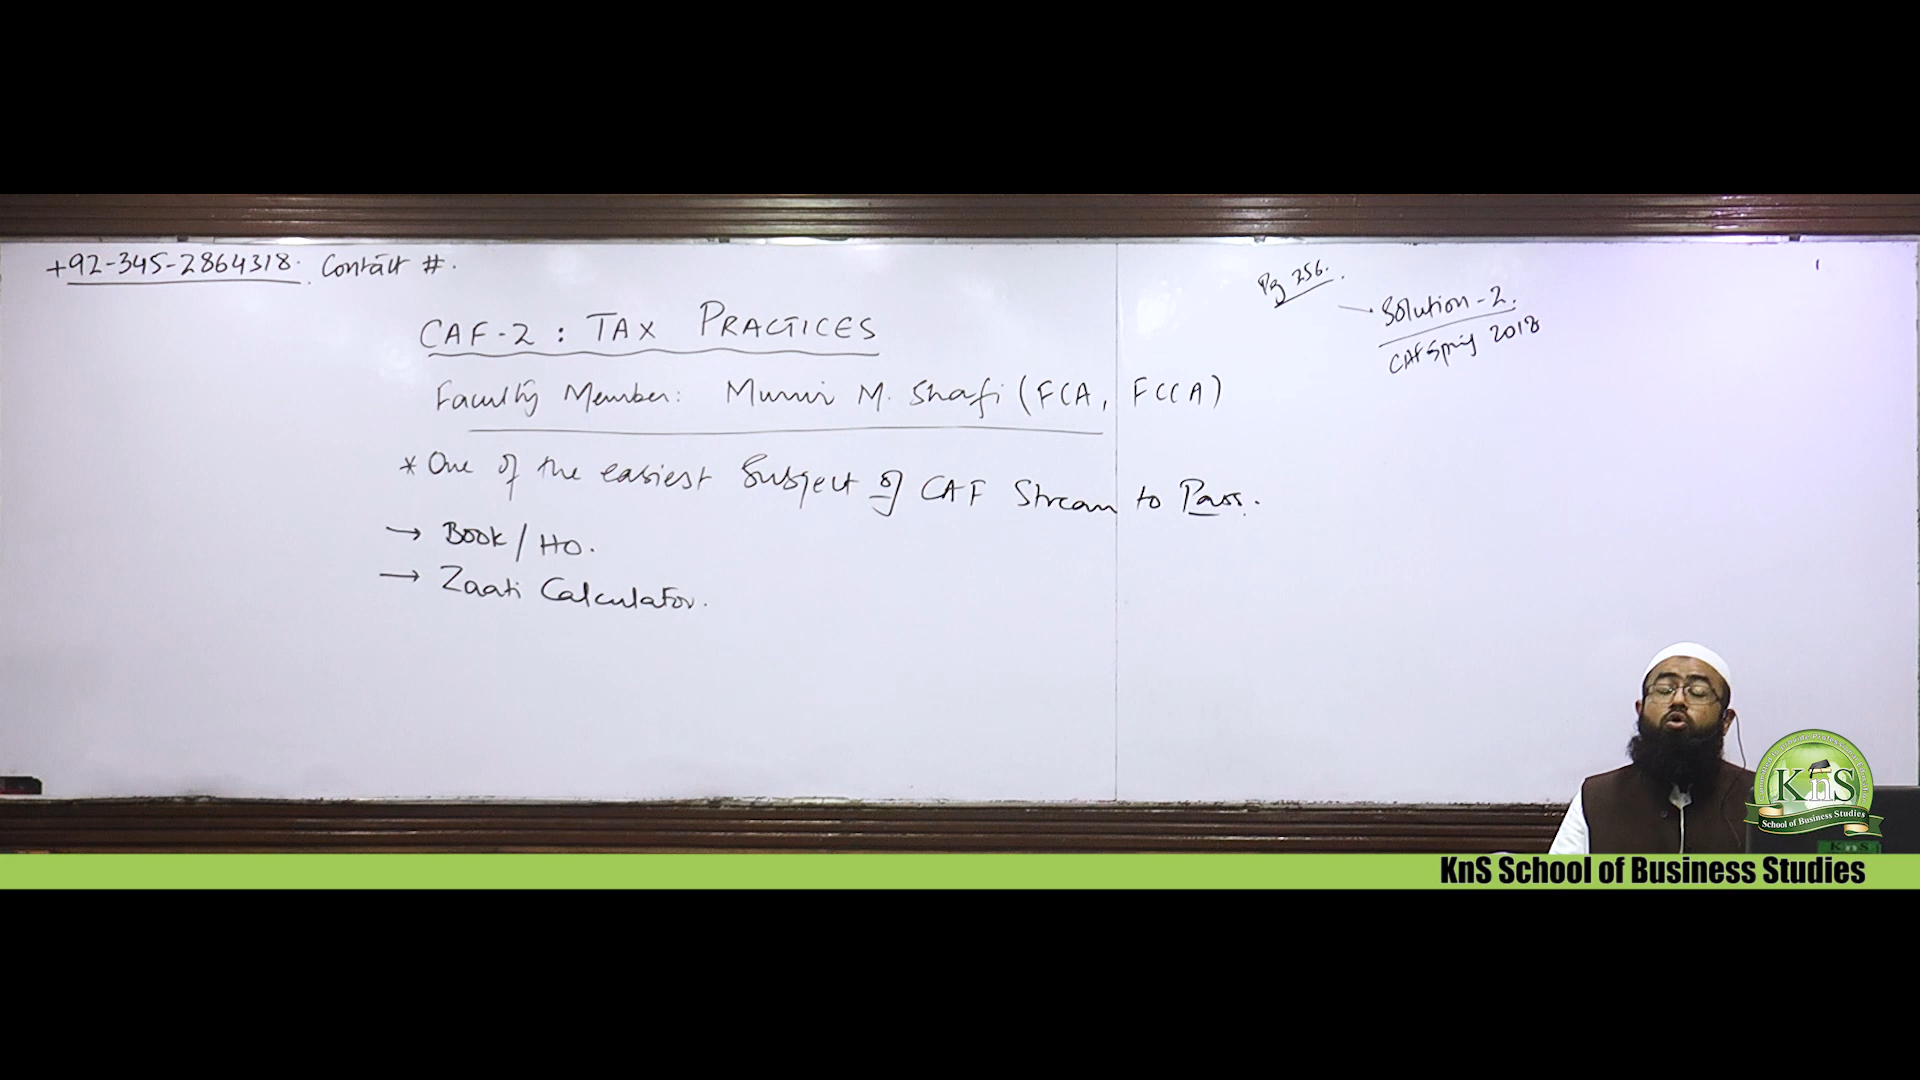 +92-345-2864318. Contact #.
CAF-2 : TAX PRACTICES
Faculty Member: Munir M. Shafi (FCA, FCCA)
* One of the easiest Subject of CAF Stream to Pass.
→ Book / HO.
→ Zaati Calculator.
Pg 256.
Solution-2.
CAF Spring 2018
KnS
School of Business Studies
KnS School of Business Studies